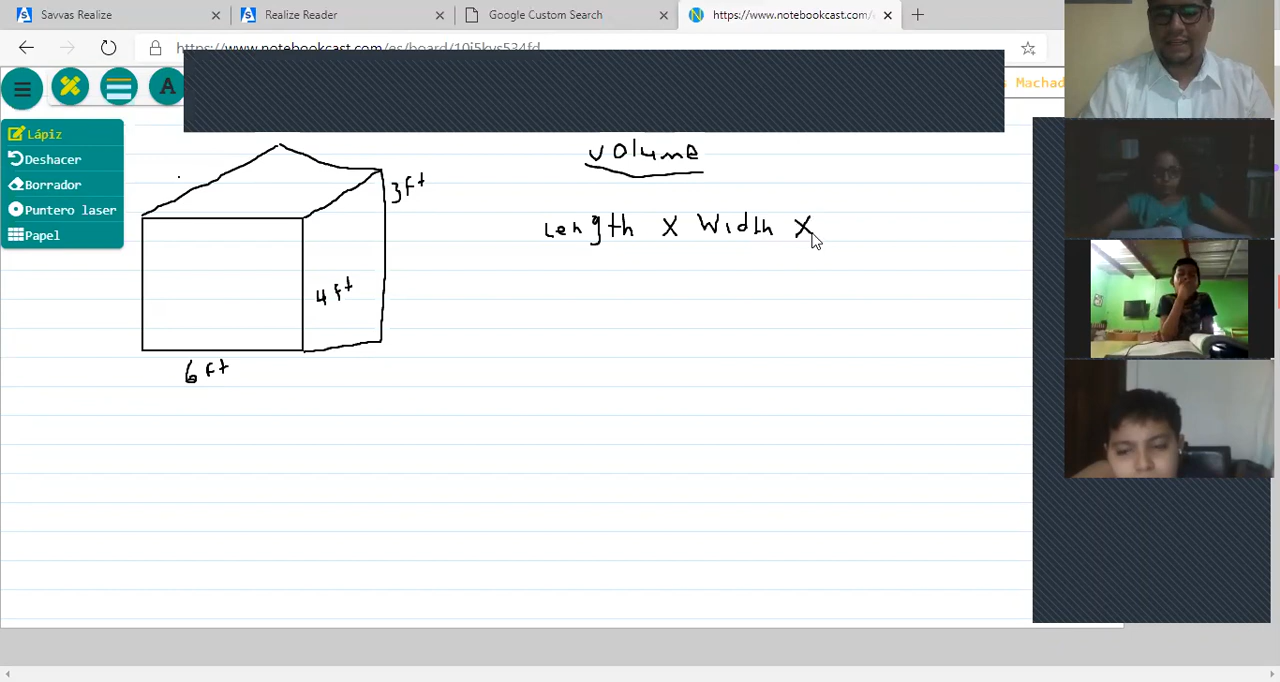 Savvas Realize
Realize Reader
Google Custom Search
https://www.notebookcast.com/
A
s Machad
Lápiz
Deshacer
Borrador
Puntero laser
Papel
volume
Length X Width X
3ft
4ft
6ft